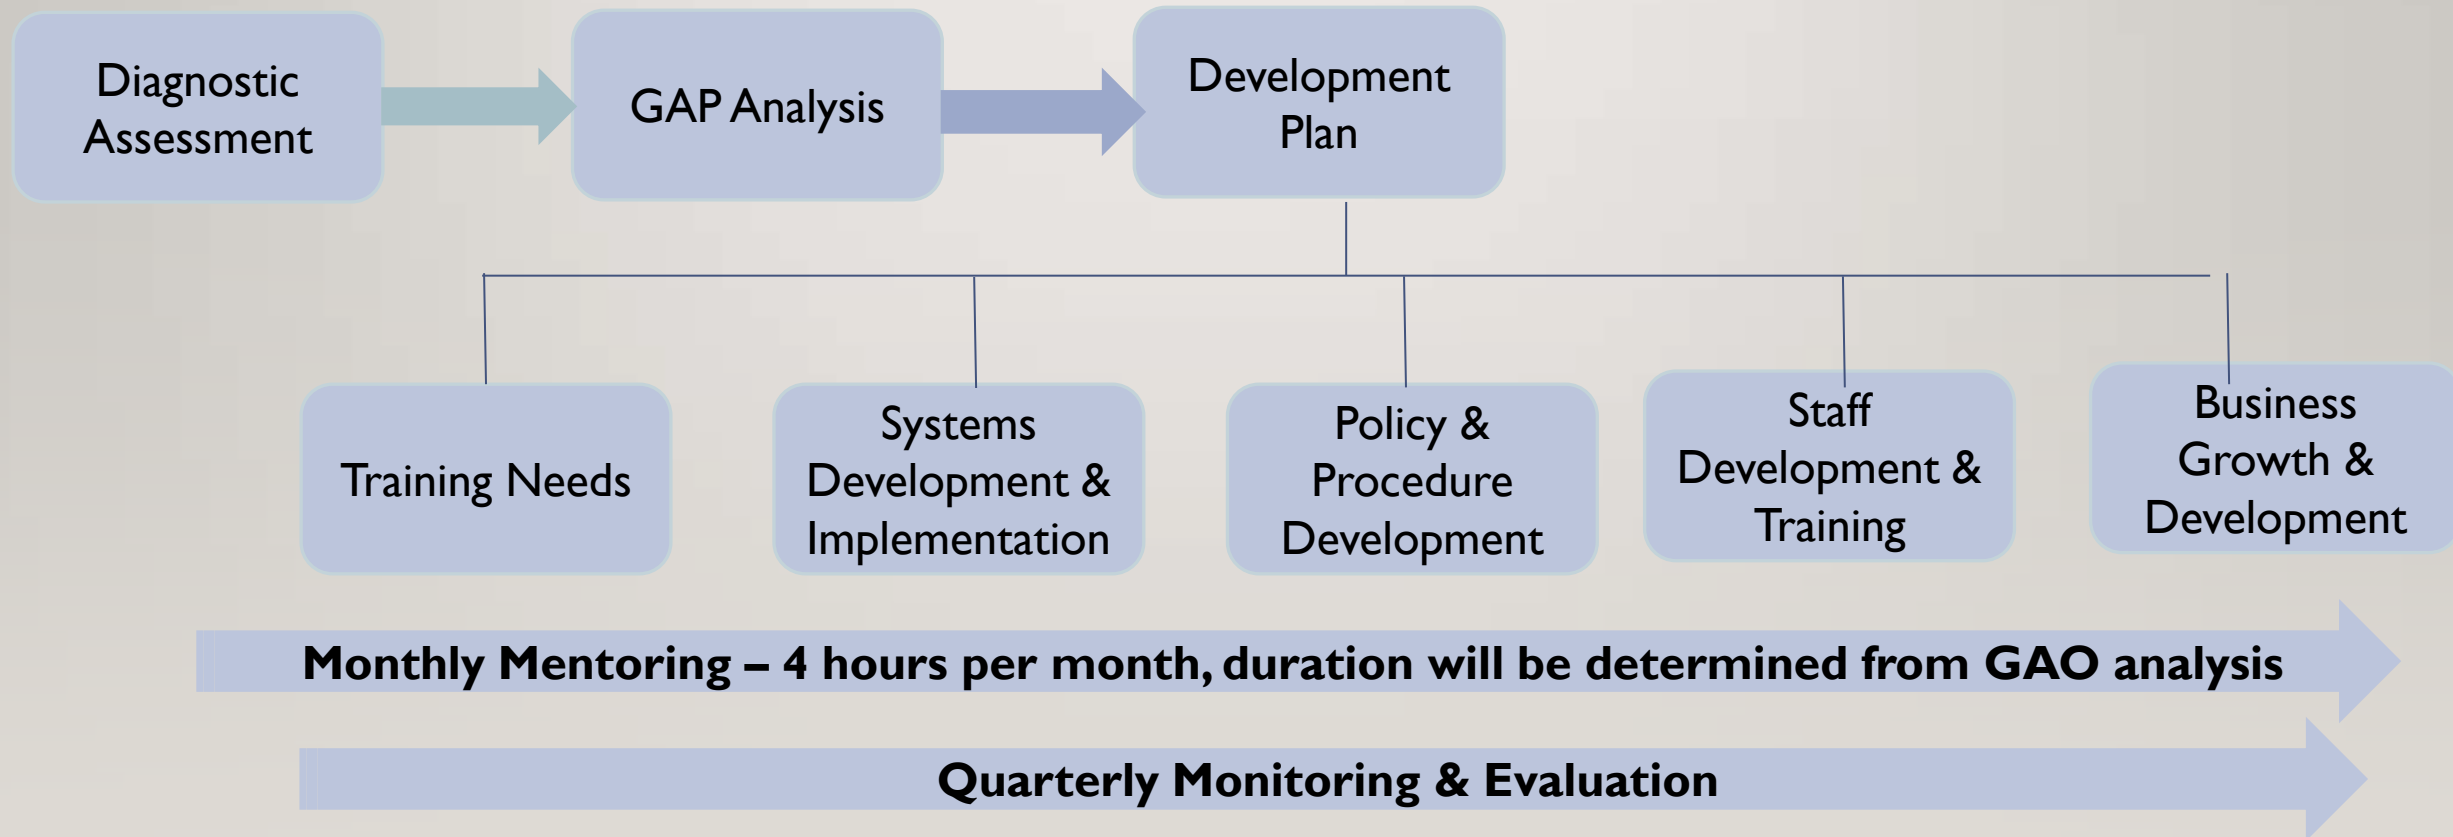 Diagnostic
Assessment
GAP Analysis
Development
Plan
Training Needs
Systems
Development &
Implementation
Policy &
Procedure
Development
Staff
Development &
Training
Business
Growth &
Development
Monthly Mentoring – 4 hours per month, duration will be determined from GAO analysis
Quarterly Monitoring & Evaluation